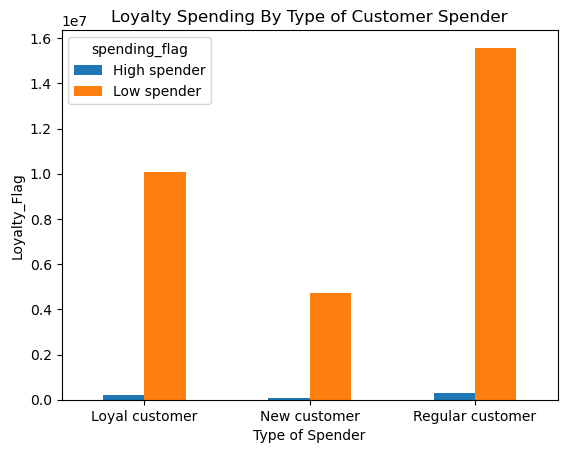 Loyalty Spending By Type of Customer Spender
1e7
spending_flag
High spender
Low spender
1.6
1.4
1.2
1.0
0.8
0.6
0.4
0.2
0.0
Loyalty_Flag
Loyal customer
New customer
Regular customer
Type of Spender